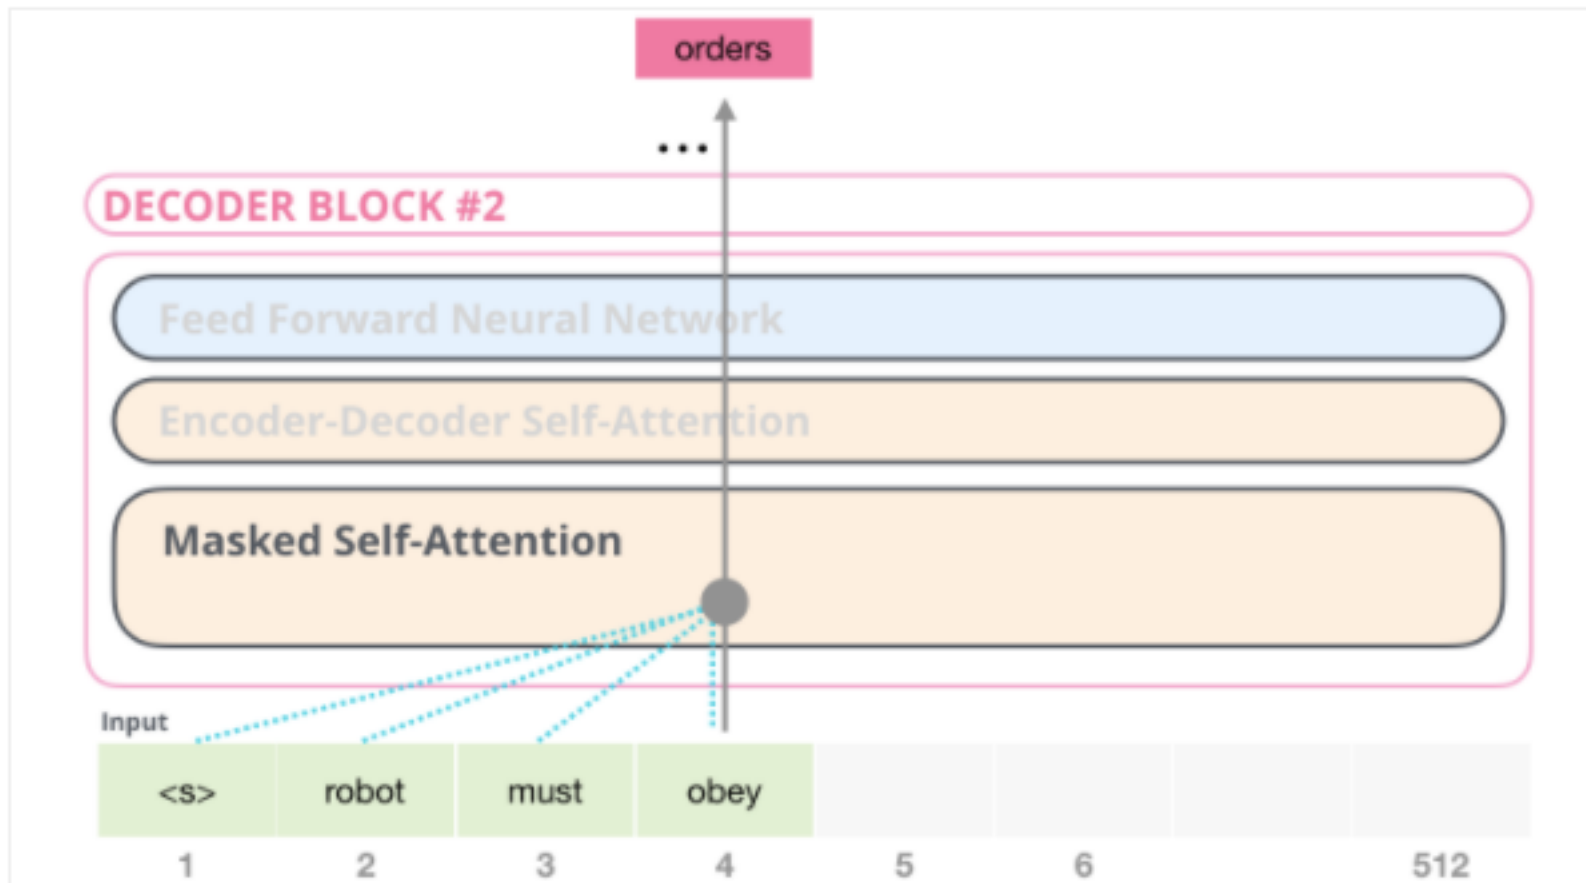 orders
...
DECODER BLOCK #2
Feed Forward Neural Network
Encoder-Decoder Self-Attention
Masked Self-Attention
Input
<s> robot must obey
1 2 3 4 5 6 512